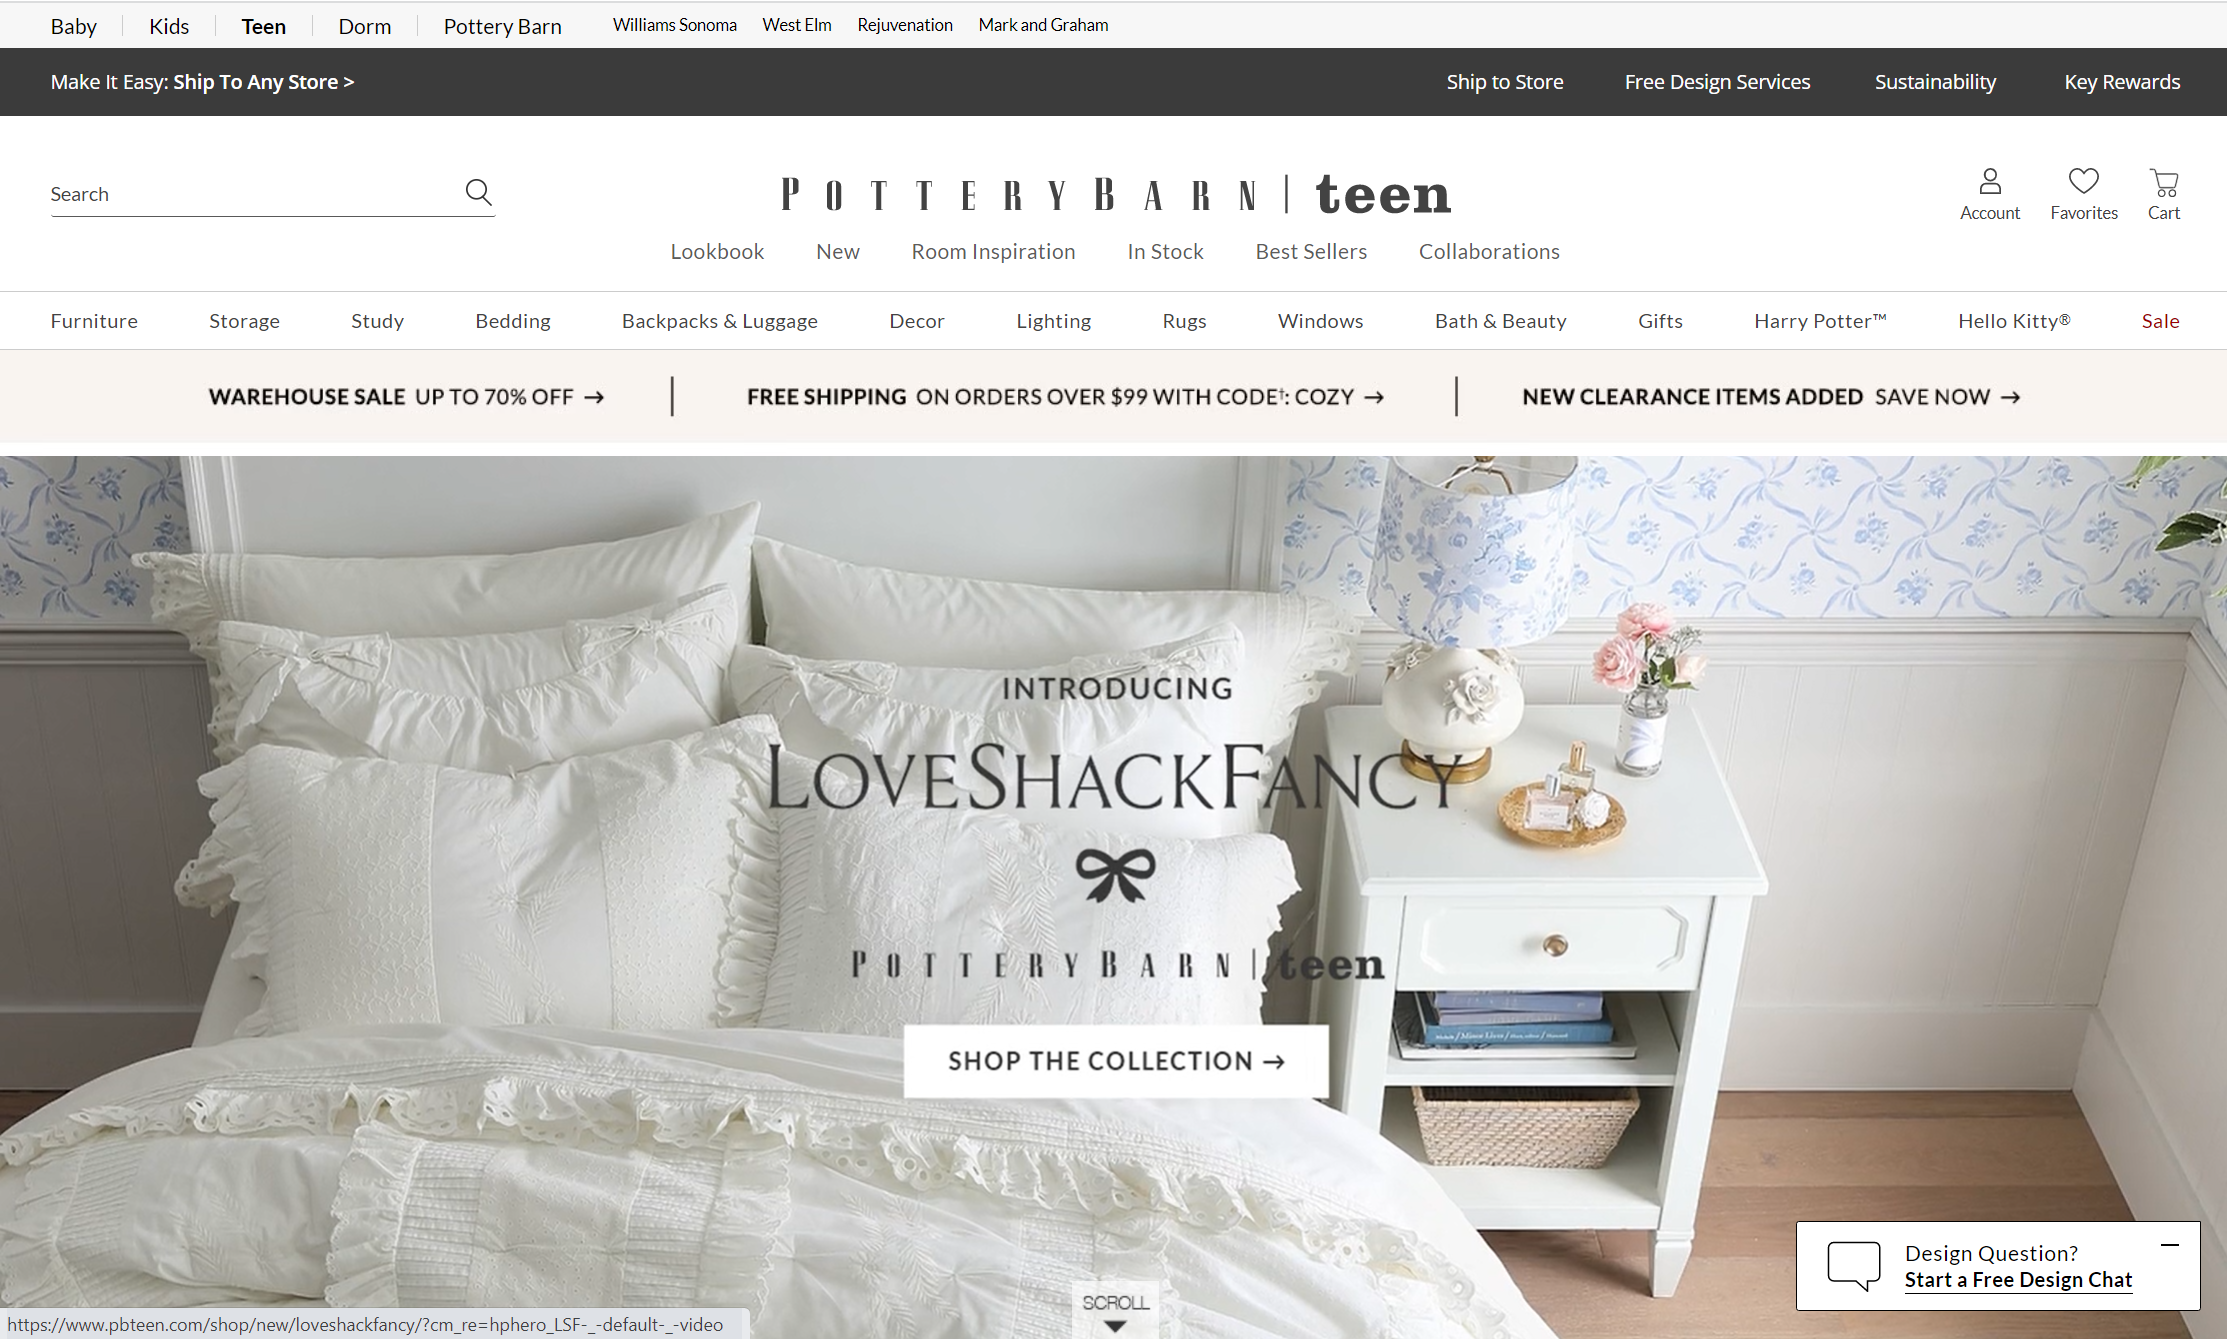 Baby Kids Teen Dorm Pottery Barn Williams Sonoma West Elm Rejuvenation Mark and Graham
Make It Easy: Ship To Any Store > Ship to Store Free Design Services Sustainability Key Rewards
Search POTTERY BARN | teen Account Favorites Cart
Lookbook New Room Inspiration In Stock Best Sellers Collaborations
Furniture Storage Study Bedding Backpacks & Luggage Decor Lighting Rugs Windows Bath & Beauty Gifts Harry Potter™ Hello Kitty® Sale
WAREHOUSE SALE UP TO 70% OFF → | FREE SHIPPING ON ORDERS OVER $99 WITH CODE†: COZY → | NEW CLEARANCE ITEMS ADDED SAVE NOW →
INTRODUCING
LOVESHACKFANCY
POTTERY BARN | teen
SHOP THE COLLECTION →
Design Question?
Start a Free Design Chat
SCROLL
https://www.pbteen.com/shop/new/loveshackfancy/?cm_re=hphero_LSF-_-default-_-video